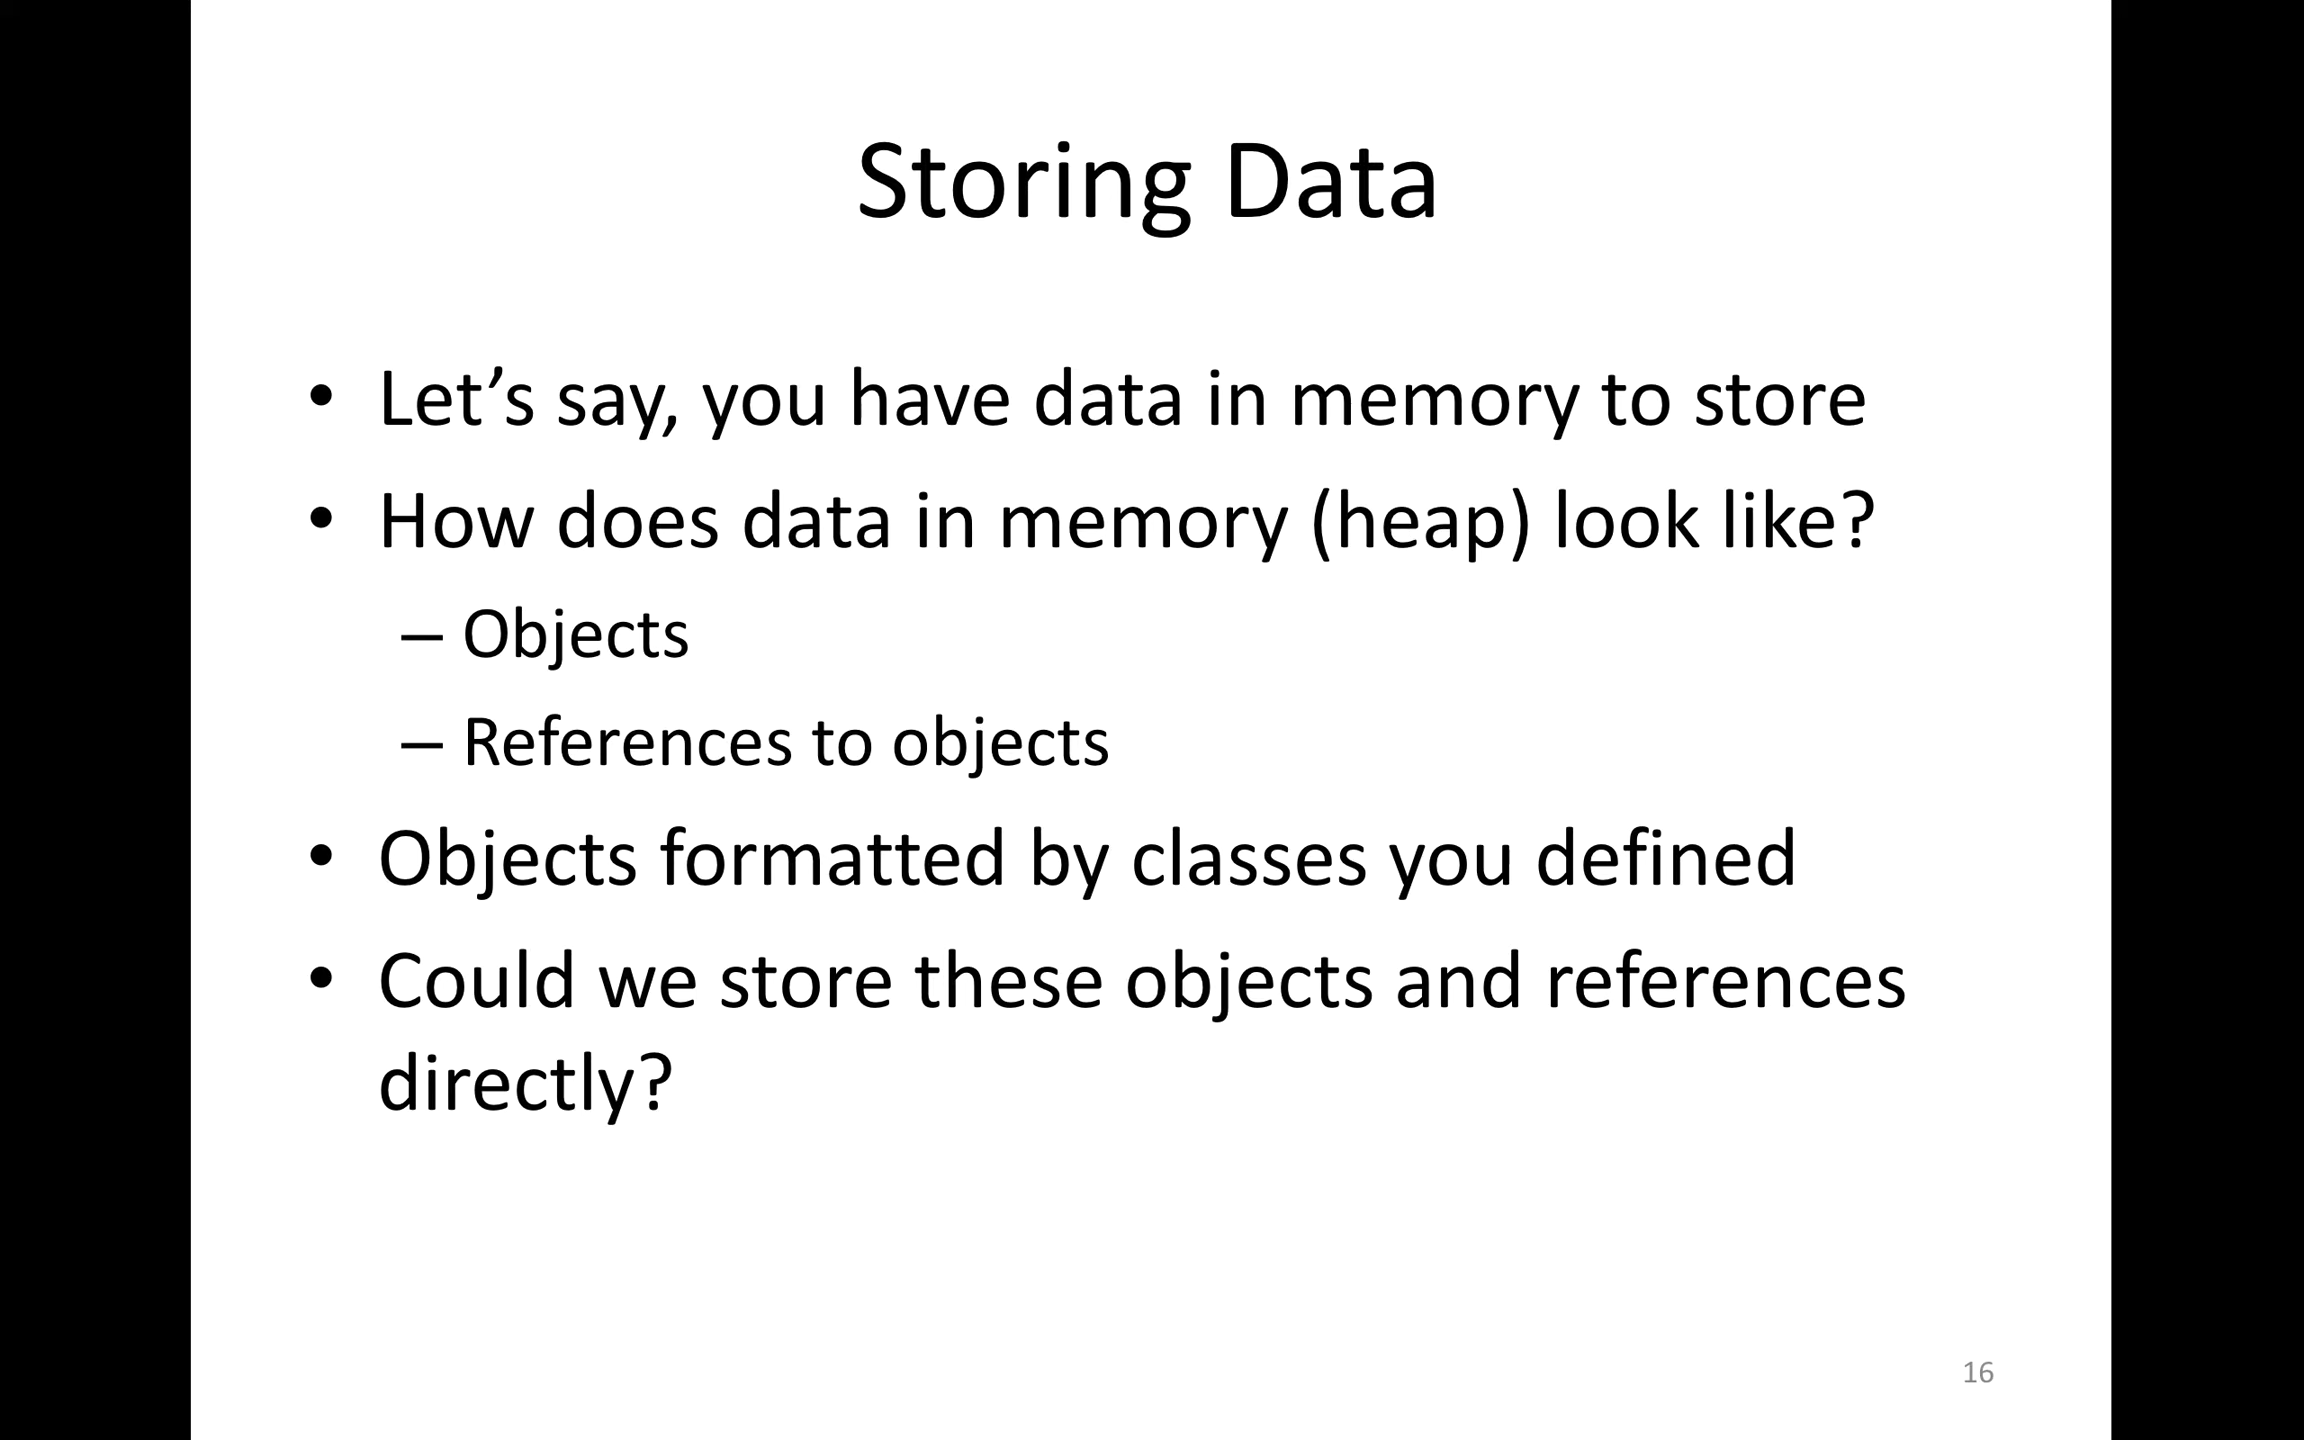 Storing Data
• Let’s say, you have data in memory to store
• How does data in memory (heap) look like?
– Objects
– References to objects
• Objects formatted by classes you defined
• Could we store these objects and references
directly?
16